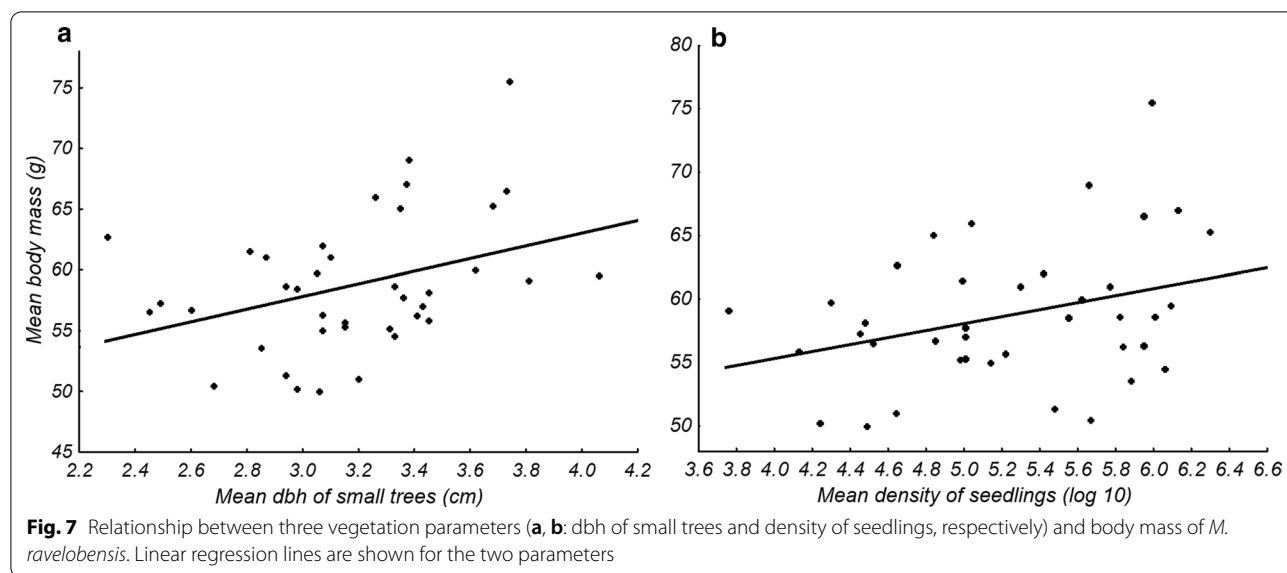 a
75
70
65
60
55
50
45
Mean body mass (g)
2.2 2.4 2.6 2.8 3.0 3.2 3.4 3.6 3.8 4.0 4.2
Mean dbh of small trees (cm)
b
80
75
70
65
60
55
50
3.6 3.8 4.0 4.2 4.4 4.6 4.8 5.0 5.2 5.4 5.6 5.8 6.0 6.2 6.4 6.6
Mean density of seedlings (log 10)
Fig. 7 Relationship between three vegetation parameters (a, b: dbh of small trees and density of seedlings, respectively) and body mass of M.
ravelobensis. Linear regression lines are shown for the two parameters